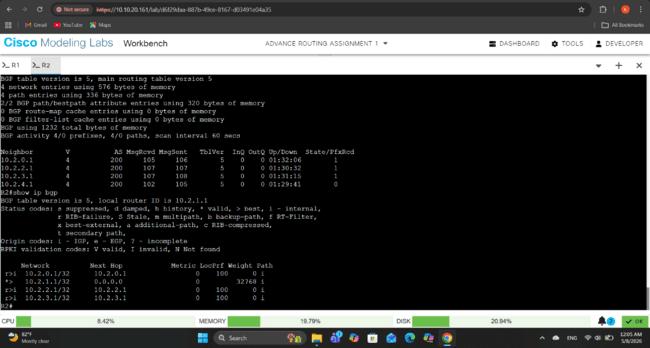 https://10.10.20.161/lab/d6f29daa-887b-49ce-8167-d03491e04a35
Gmail
YouTube
Maps
All Bookmarks
Cisco Modeling Labs
Workbench
ADVANCE ROUTING ASSIGNMENT 1
DASHBOARD
TOOLS
DEVELOPER
>_ R1
>_ R2
BGP table version is 5, main routing table version 5
4 network entries using 576 bytes of memory
4 path entries using 336 bytes of memory
2/2 BGP path/bestpath attribute entries using 320 bytes of memory
0 BGP route-map cache entries using 0 bytes of memory
0 BGP filter-list cache entries using 0 bytes of memory
BGP using 1232 total bytes of memory
BGP activity 4/0 prefixes, 4/0 paths, scan interval 60 secs
Neighbor V AS MsgRcvd MsgSent TblVer InQ OutQ Up/Down State/PfxRcd
10.2.0.1 4 200 105 106 5 0 0 01:32:06 1
10.2.2.1 4 200 107 107 5 0 0 01:30:32 1
10.2.3.1 4 200 107 108 5 0 0 01:31:15 1
10.2.4.1 4 200 102 105 5 0 0 01:29:41 0
R2#show ip bgp
BGP table version is 5, local router ID is 10.2.1.1
Status codes: s suppressed, d damped, h history, * valid, > best, i - internal,
r RIB-failure, S Stale, m multipath, b backup-path, f RT-Filter,
x best-external, a additional-path, c RIB-compressed,
t secondary path,
Origin codes: i - IGP, e - EGP, ? - incomplete
RPKI validation codes: V valid, I invalid, N Not found
Network Next Hop Metric LocPrf Weight Path
r>i 10.2.0.1/32 10.2.0.1 0 100 0 i
*> 10.2.1.1/32 0.0.0.0 0 32768 i
r>i 10.2.2.1/32 10.2.2.1 0 100 0 i
r>i 10.2.3.1/32 10.2.3.1 0 100 0 i
R2#
CPU 8.42%
MEMORY 19.79%
DISK 20.94%
OK
82°F
Mostly clear
Search
ENG
12:05 AM
5/8/2026